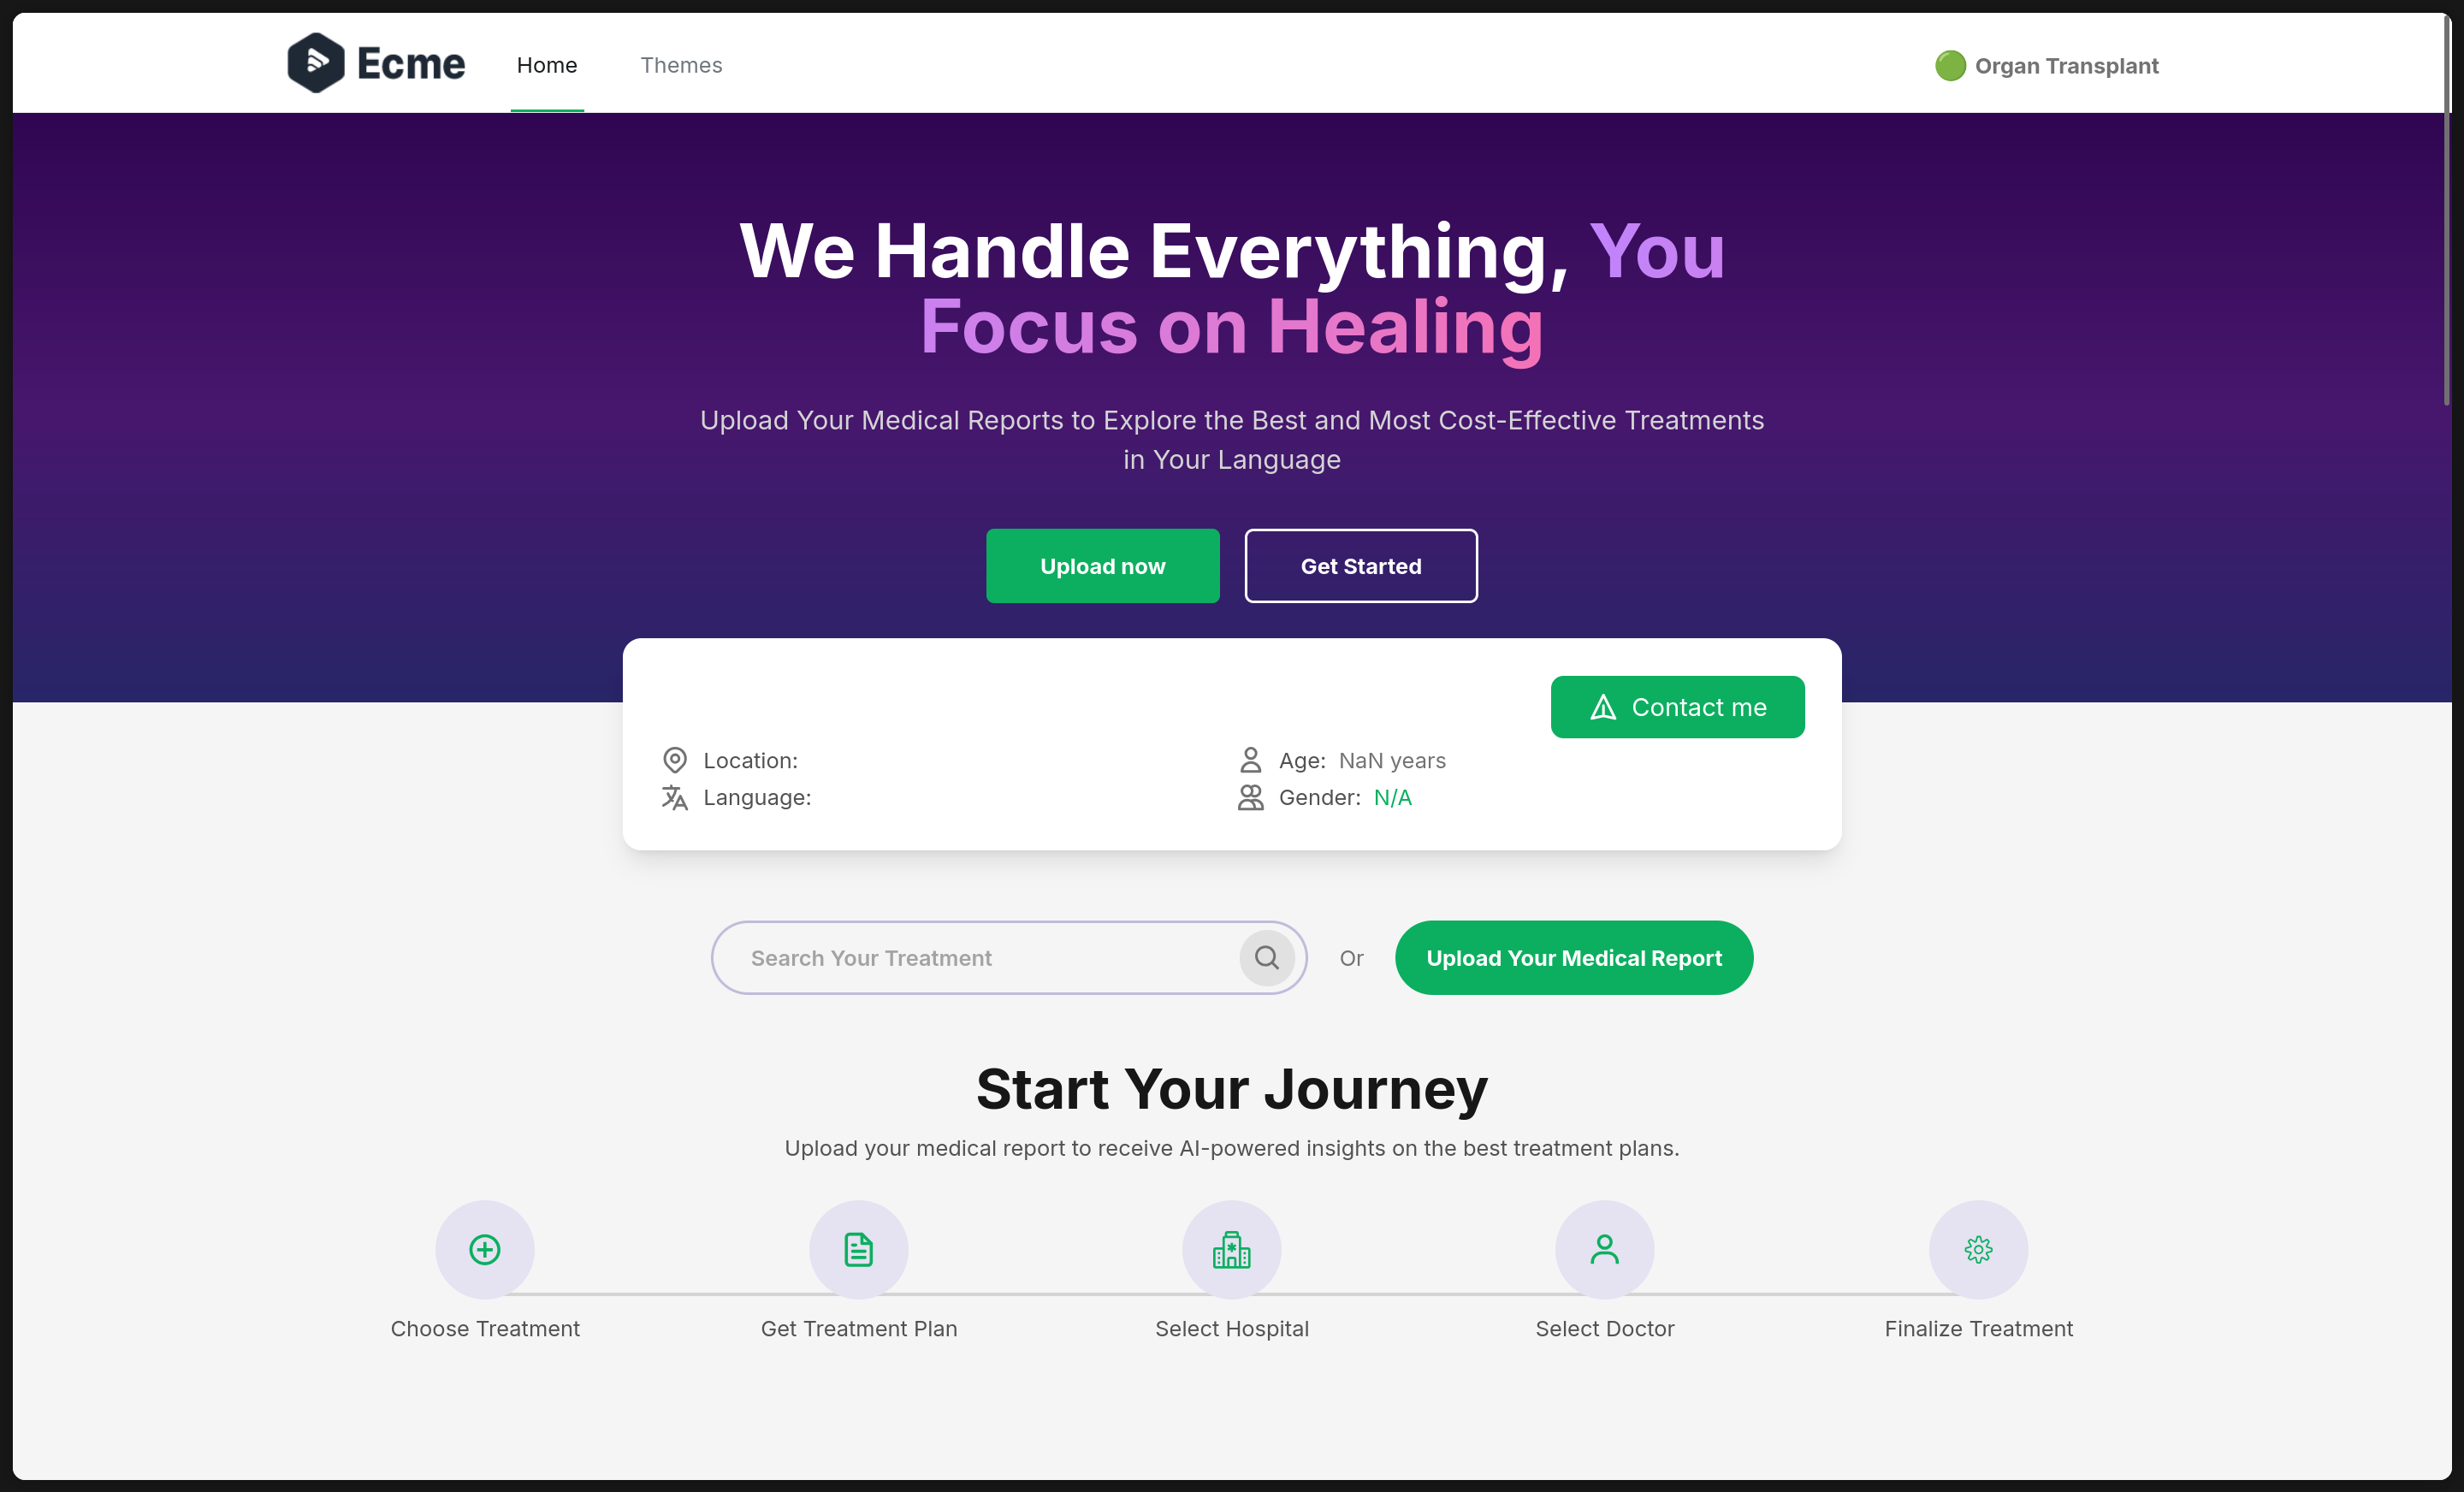 Ecme
Home
Themes
Organ Transplant
We Handle Everything, You
Focus on Healing
Upload Your Medical Reports to Explore the Best and Most Cost-Effective Treatments
in Your Language
Upload now
Get Started
Contact me
Location:
Age: NaN years
Language:
Gender: N/A
Search Your Treatment
Or
Upload Your Medical Report
Start Your Journey
Upload your medical report to receive AI-powered insights on the best treatment plans.
Choose Treatment
Get Treatment Plan
Select Hospital
Select Doctor
Finalize Treatment